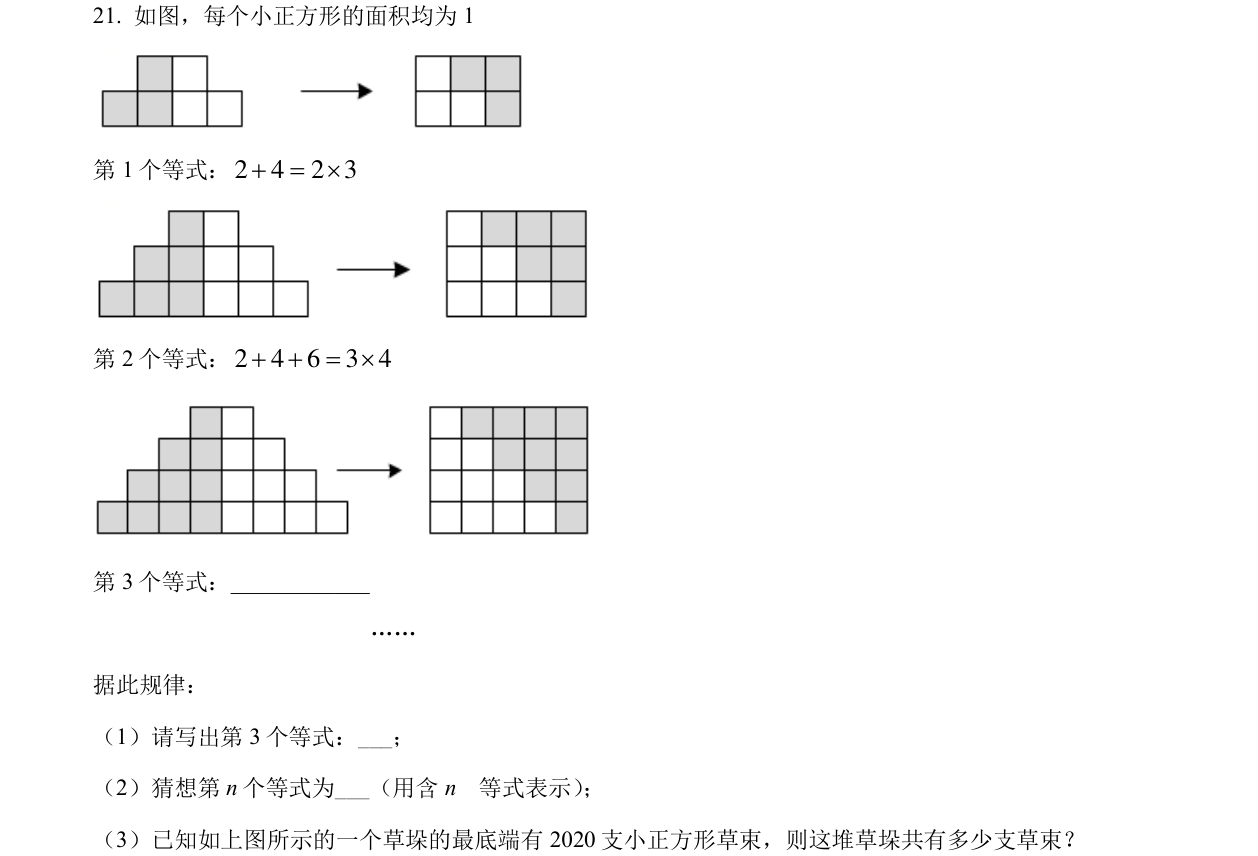 21. 如图，每个小正方形的面积均为 1
第 1 个等式：2+4=2×3
第 2 个等式：2+4+6=3×4
第 3 个等式：____________
……
据此规律：
（1）请写出第 3 个等式：___；
（2）猜想第 n 个等式为___（用含 n 等式表示）；
（3）已知如上图所示的一个草垛的最底端有 2020 支小正方形草束，则这堆草垛共有多少支草束？